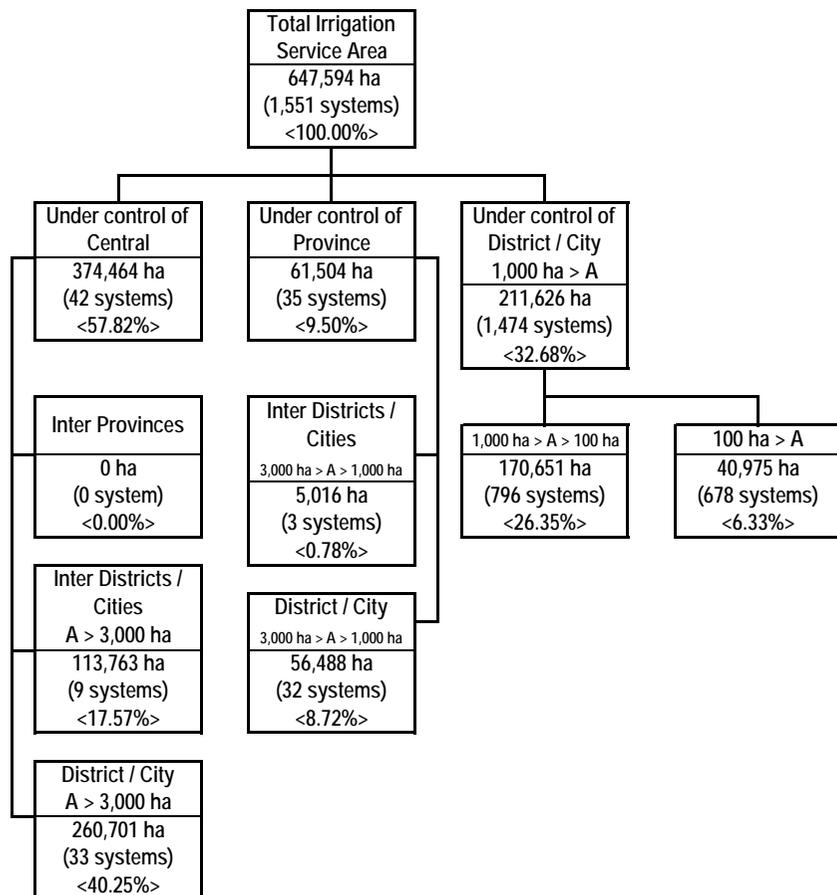 Total Irrigation
Service Area
647,594 ha
(1,551 systems)
<100.00%>
Under control of
Central
374,464 ha
(42 systems)
<57.82%>
Under control of
Province
61,504 ha
(35 systems)
<9.50%>
Under control of
District / City
1,000 ha > A
211,626 ha
(1,474 systems)
<32.68%>
Inter Provinces
0 ha
(0 system)
<0.00%>
Inter Districts /
Cities
3,000 ha > A > 1,000 ha
5,016 ha
(3 systems)
<0.78%>
1,000 ha > A > 100 ha
170,651 ha
(796 systems)
<26.35%>
100 ha > A
40,975 ha
(678 systems)
<6.33%>
Inter Districts /
Cities
A > 3,000 ha
113,763 ha
(9 systems)
<17.57%>
District / City
3,000 ha > A > 1,000 ha
56,488 ha
(32 systems)
<8.72%>
District / City
A > 3,000 ha
260,701 ha
(33 systems)
<40.25%>